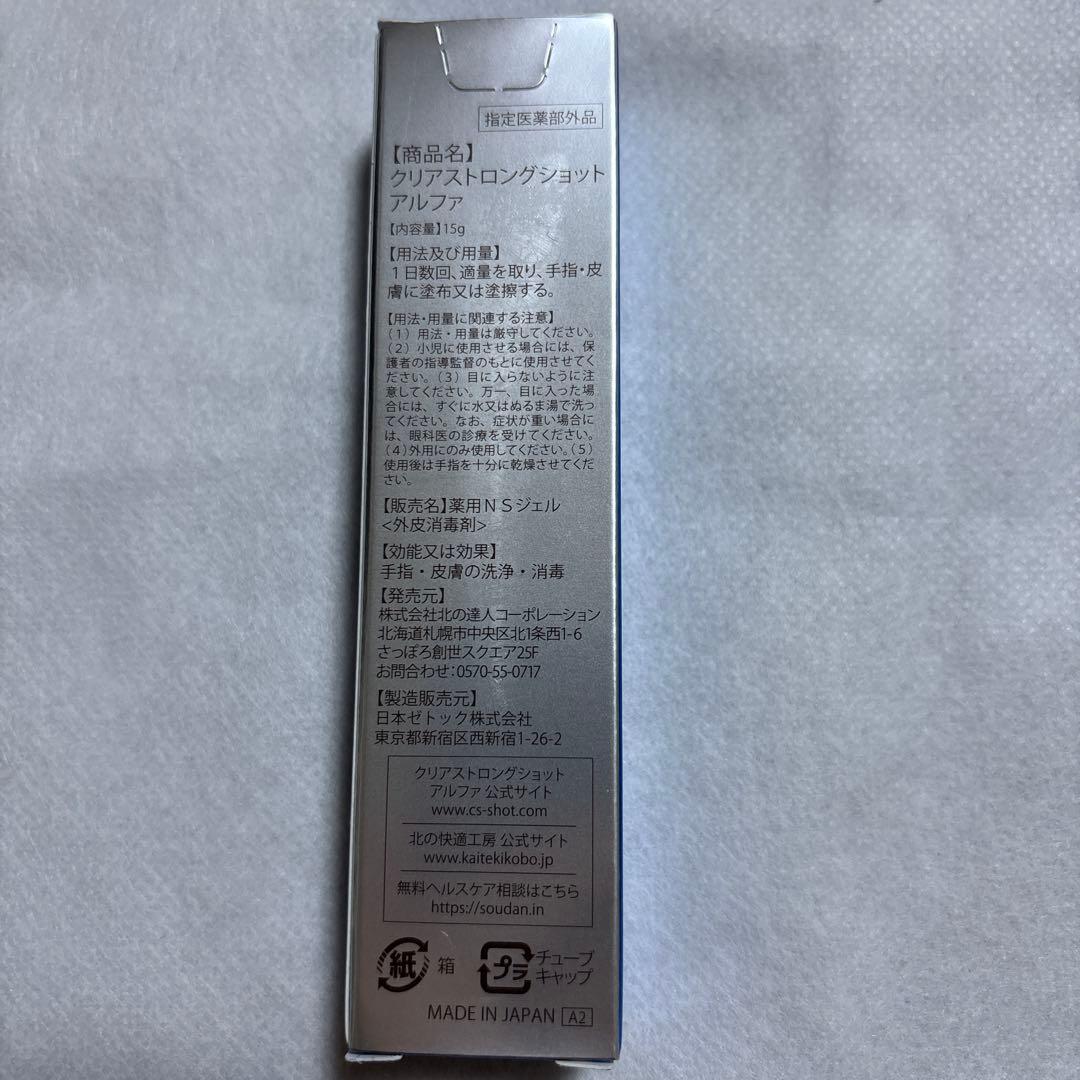 指定医薬部外品
【商品名】
クリアストロングショット
アルファ
【内容量】15g
【用法及び用量】
1日数回、適量を取り、手指・皮
膚に塗布又は塗擦する。
【用法・用量に関連する注意】
（1）用法・用量は厳守してください。
（2）小児に使用させる場合には、保
護者の指導監督のもとに使用させてく
ださい。（3）目に入らないように注
意してください。万一、目に入った場
合には、すぐに水又はぬるま湯で洗っ
てください。なお、症状が重い場合に
は、眼科医の診療を受けてください。
（4）外用にのみ使用してください。（5）
使用後は手指を十分に乾燥させてくだ
さい。
【販売名】薬用NSジェル
<外皮消毒剤>
【効能又は効果】
手指・皮膚の洗浄・消毒
【発売元】
株式会社北の達人コーポレーション
北海道札幌市中央区北1条西1-6
さっぽろ創世スクエア25F
お問合わせ:0570-55-0717
【製造販売元】
日本ゼトック株式会社
東京都新宿区西新宿1-26-2
クリアストロングショット
アルファ 公式サイト
www.cs-shot.com
北の快適工房 公式サイト
www.kaitekikobo.jp
無料ヘルスケア相談はこちら
https://soudan.in
紙 箱
プラ チューブ
キャップ
MADE IN JAPAN A2